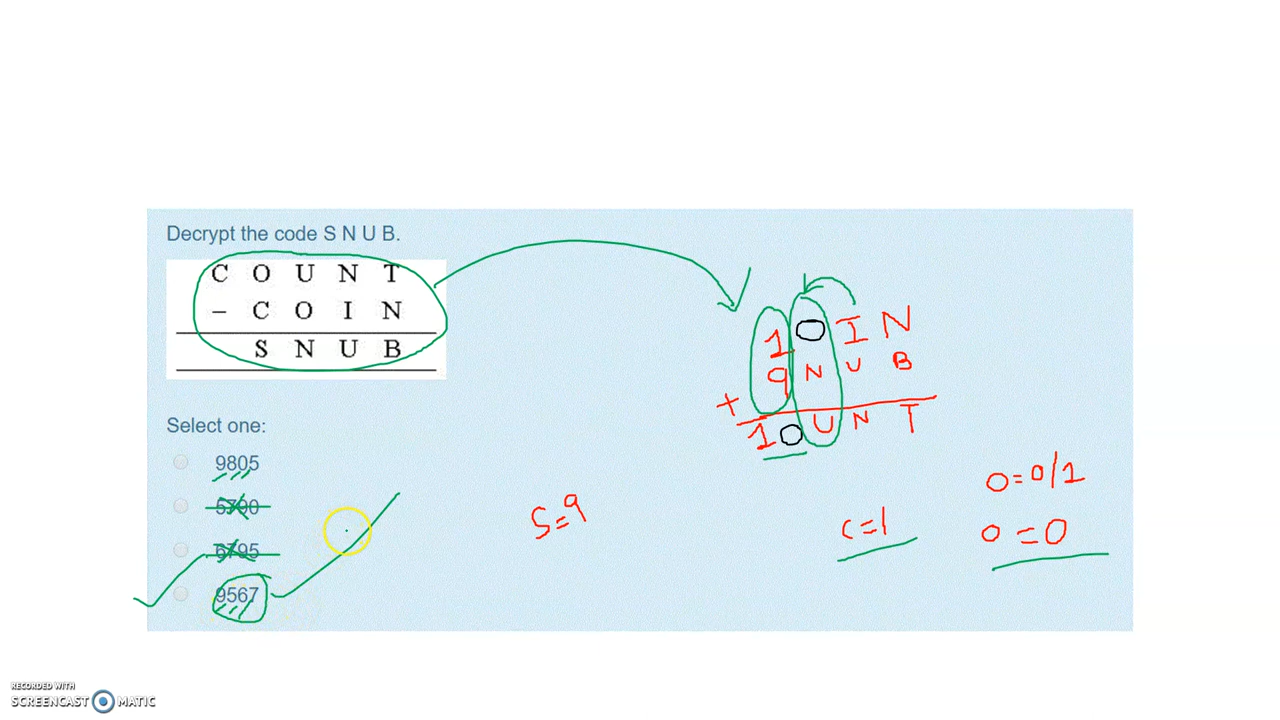 Decrypt the code S N U B.
C O U N T
– C O I N
S N U B
Select one:
9805
5790
6795
9567
1 O I N
9 N U B
+
1 O U N T
S=9
C=1
O=0/1
O=0
RECORDED WITH
SCREENCAST MATIC